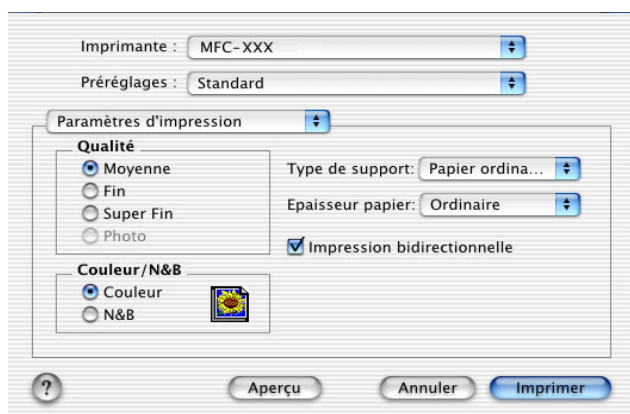 Imprimante : MFC-XXX
Préréglages : Standard
Paramètres d'impression
Qualité
Moyenne
Fin
Super Fin
Photo
Type de support: Papier ordina...
Epaisseur papier: Ordinaire
Impression bidirectionnelle
Couleur/N&B
Couleur
N&B
? Aperçu Annuler Imprimer